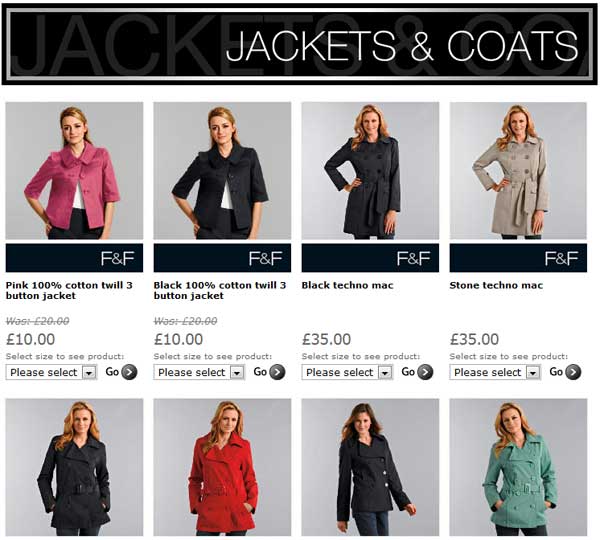 JACKETS & COATS
JACKETS & COATS
F&F
F&F
F&F
F&F
Pink 100% cotton twill 3
button jacket
Was: £20.00
£10.00
Select size to see product:
Please select
Go
Black 100% cotton twill 3
button jacket
Was: £20.00
£10.00
Select size to see product:
Please select
Go
Black techno mac
£35.00
Select size to see product:
Please select
Go
Stone techno mac
£35.00
Select size to see product:
Please select
Go